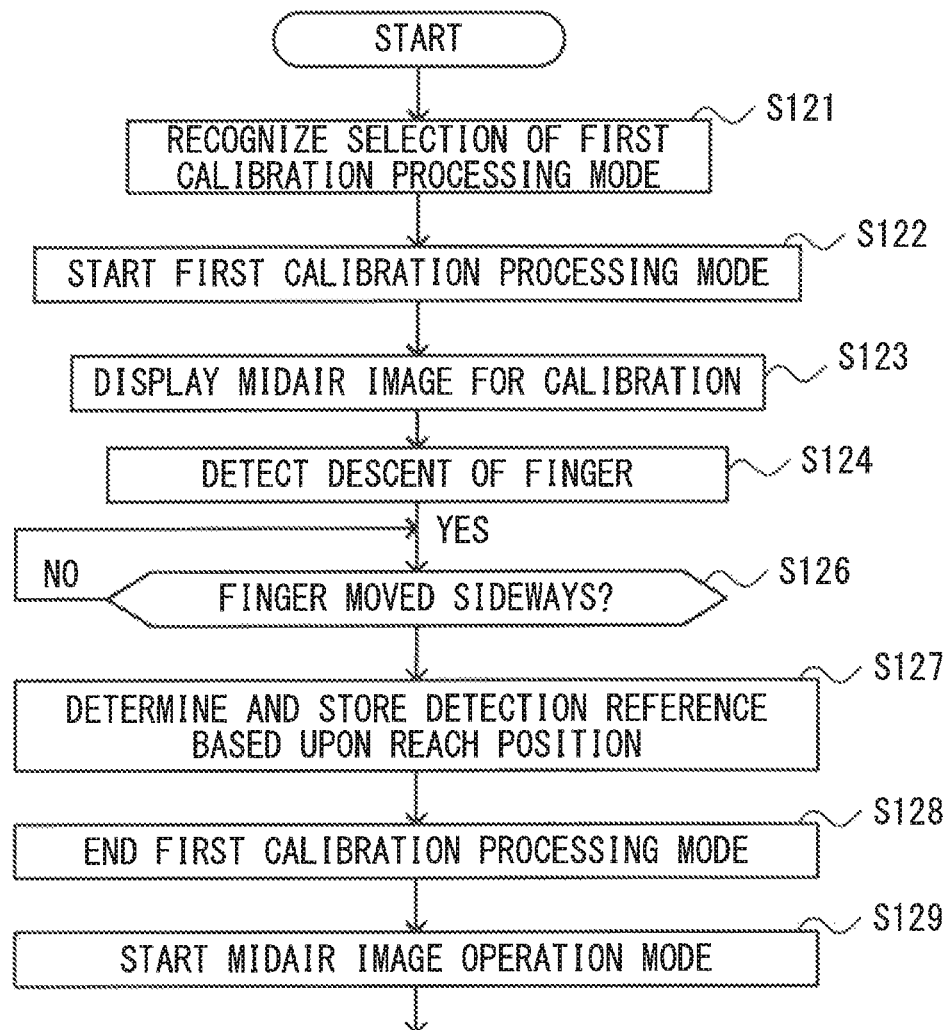 START
S121
RECOGNIZE SELECTION OF FIRST
CALIBRATION PROCESSING MODE
S122
START FIRST CALIBRATION PROCESSING MODE
S123
DISPLAY MIDAIR IMAGE FOR CALIBRATION
S124
DETECT DESCENT OF FINGER
YES
NO
S126
FINGER MOVED SIDEWAYS?
S127
DETERMINE AND STORE DETECTION REFERENCE
BASED UPON REACH POSITION
S128
END FIRST CALIBRATION PROCESSING MODE
S129
START MIDAIR IMAGE OPERATION MODE